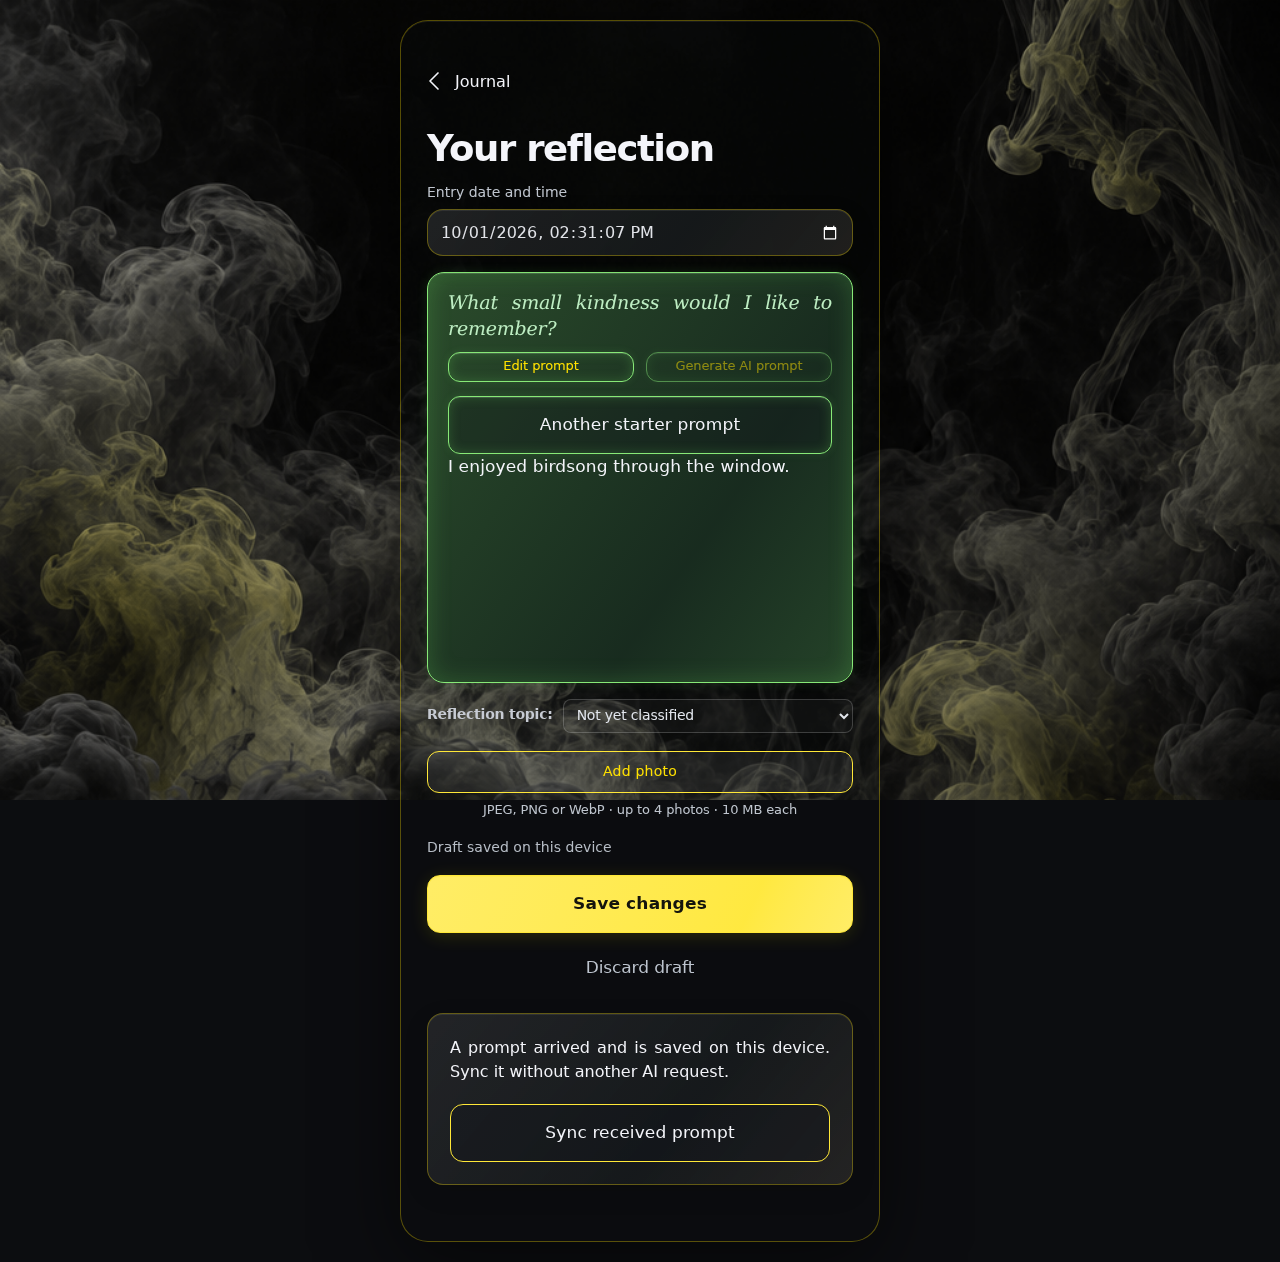 Journal
Your reflection
Entry date and time
10/01/2026, 02:31:07 PM
What small kindness would I like to
remember?
Edit prompt
Generate AI prompt
Another starter prompt
I enjoyed birdsong through the window.
Reflection topic:
Not yet classified
Add photo
JPEG, PNG or WebP · up to 4 photos · 10 MB each
Draft saved on this device
Save changes
Discard draft
A prompt arrived and is saved on this device.
Sync it without another AI request.
Sync received prompt